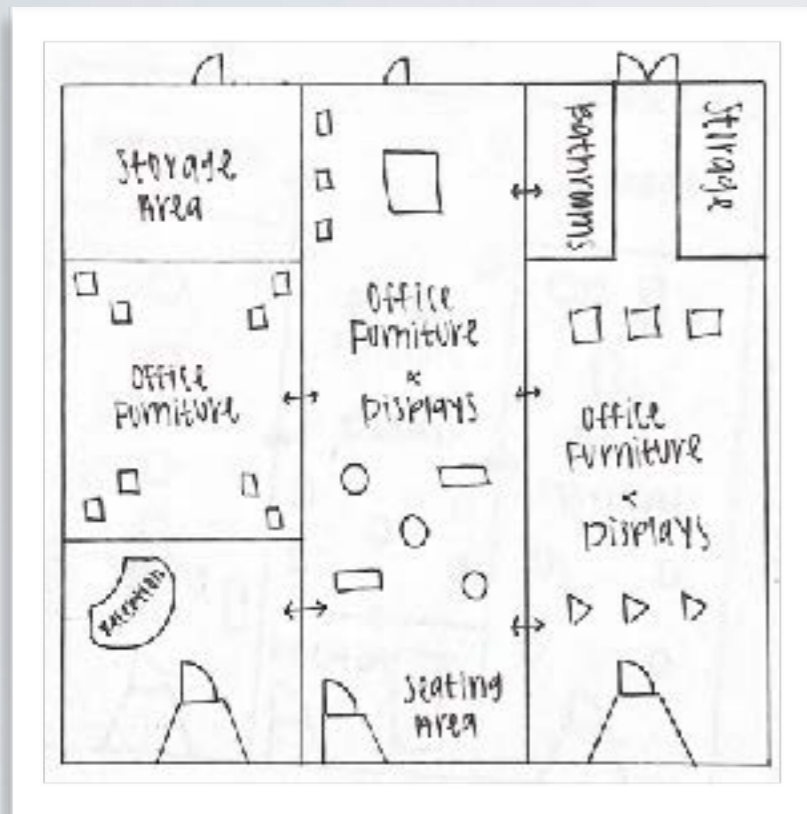 Storage
Area
Office
Furniture
Reception
Office
Furniture
&
Displays
Seating
Area
Bathrooms
Storage
Office
Furniture
&
Displays